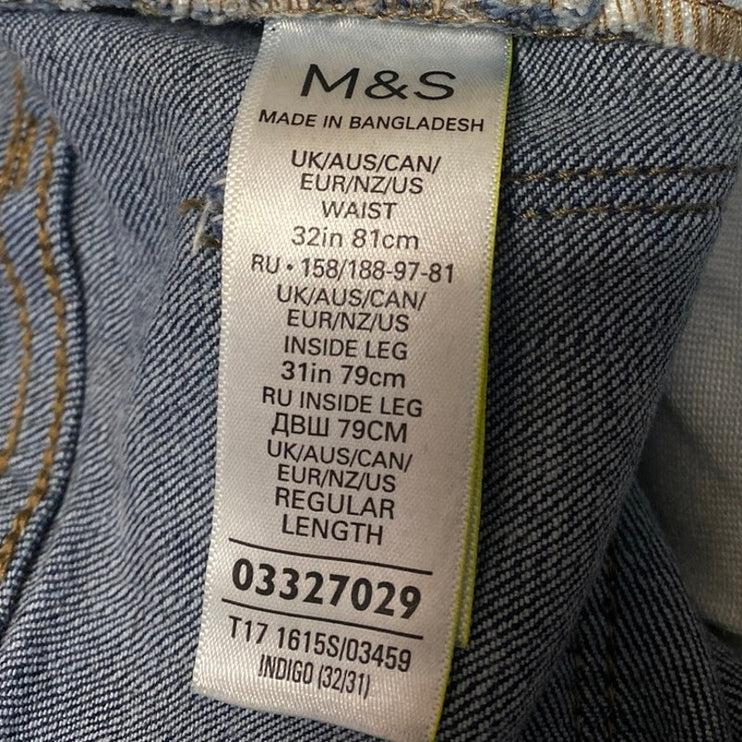 M&S
MADE IN BANGLADESH
UK/AUS/CAN/
EUR/NZ/US
WAIST
32in 81cm
RU • 158/188-97-81
UK/AUS/CAN/
EUR/NZ/US
INSIDE LEG
31in 79cm
RU INSIDE LEG
ДВШ 79CM
UK/AUS/CAN/
EUR/NZ/US
REGULAR
LENGTH
03327029
T17 1615S/03459
INDIGO (32/31)